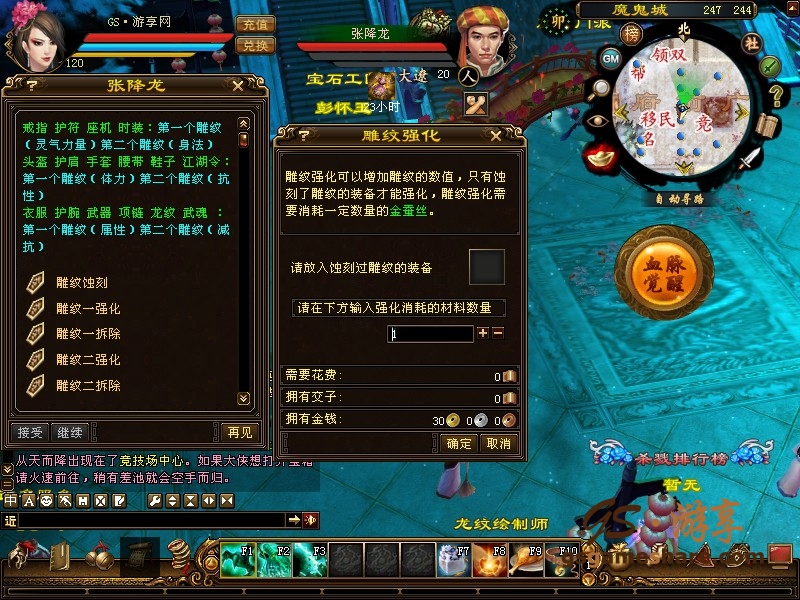 GS·游享网
120
充值
兑换
张降龙
大辽 20 人
宝石工
彭怀玉
23小时
卯
门派
魔鬼城 247 244
北
榜
社
GM
领双
帮
移民
竞
名
自动寻路
血脉
觉醒
? 张降龙
戒指 护符 座机 时装：第一个雕纹
（灵气力量）第二个雕纹（身法）
头盔 护肩 手套 腰带 鞋子 江湖令：
第一个雕纹（体力）第二个雕纹（抗
性）
衣服 护腕 武器 项链 龙纹 武魂 ：
第一个雕纹（属性）第二个雕纹（减
抗）
雕纹蚀刻
雕纹一强化
雕纹一拆除
雕纹二强化
雕纹二拆除
接受 继续 再见
? 雕纹强化
雕纹强化可以增加雕纹的数值，只有蚀
刻了雕纹的装备才能强化，雕纹强化需
要消耗一定数量的金蚕丝。
请放入蚀刻过雕纹的装备
请在下方输入强化消耗的材料数量
1
需要花费： 0
拥有交子： 0
拥有金钱： 30 0 0
确定 取消
从天而降出现在了竞技场中心。如果大侠想打开宝箱
请火速前往，稍有差池就会空手而归。
中 A
近
杀戮排行榜
暂无
龙纹绘制师
GS·游享
F1 F2 F3 F7 F8 F9 F10